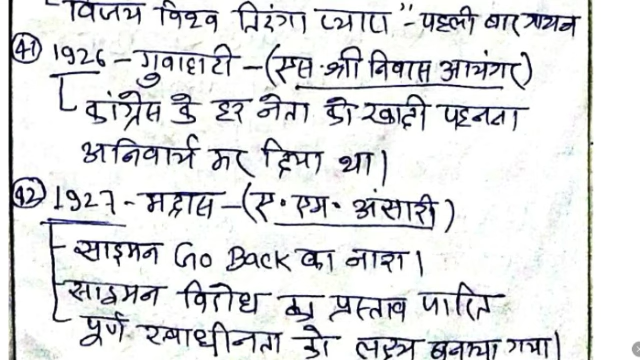 विजय विश्व तिरंगा प्यारा" - पहली बार गायन
(41) 1926 - गुवाहाटी - (एस. श्री निवास आयंगर)
कांग्रेस के हर नेता को खादी पहनना
अनिवार्य कर दिया था।
(42) 1927 - मद्रास - (ए. एम. अंसारी)
- साइमन Go Back का नारा।
- साइमन विरोध का प्रस्ताव पारित
पूर्ण स्वाधीनता को लक्ष्य बनाया गया।